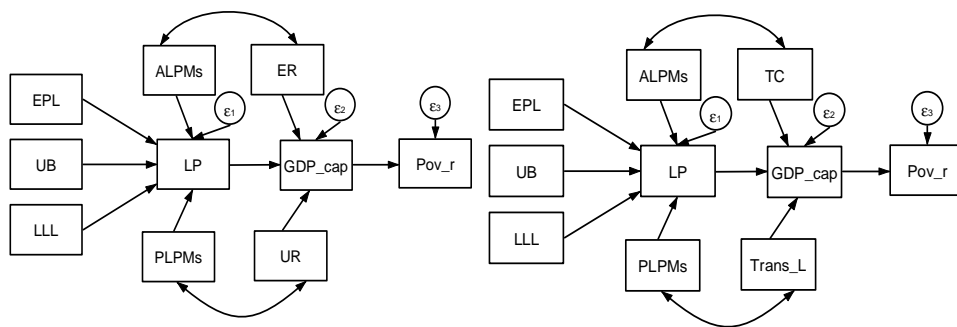 ALPMs
ER
EPL
ε1
ε2
ε3
UB
LP
GDP_cap
Pov_r
LLL
PLPMs
UR
ALPMs
TC
EPL
ε1
ε2
ε3
UB
LP
GDP_cap
Pov_r
LLL
PLPMs
Trans_L